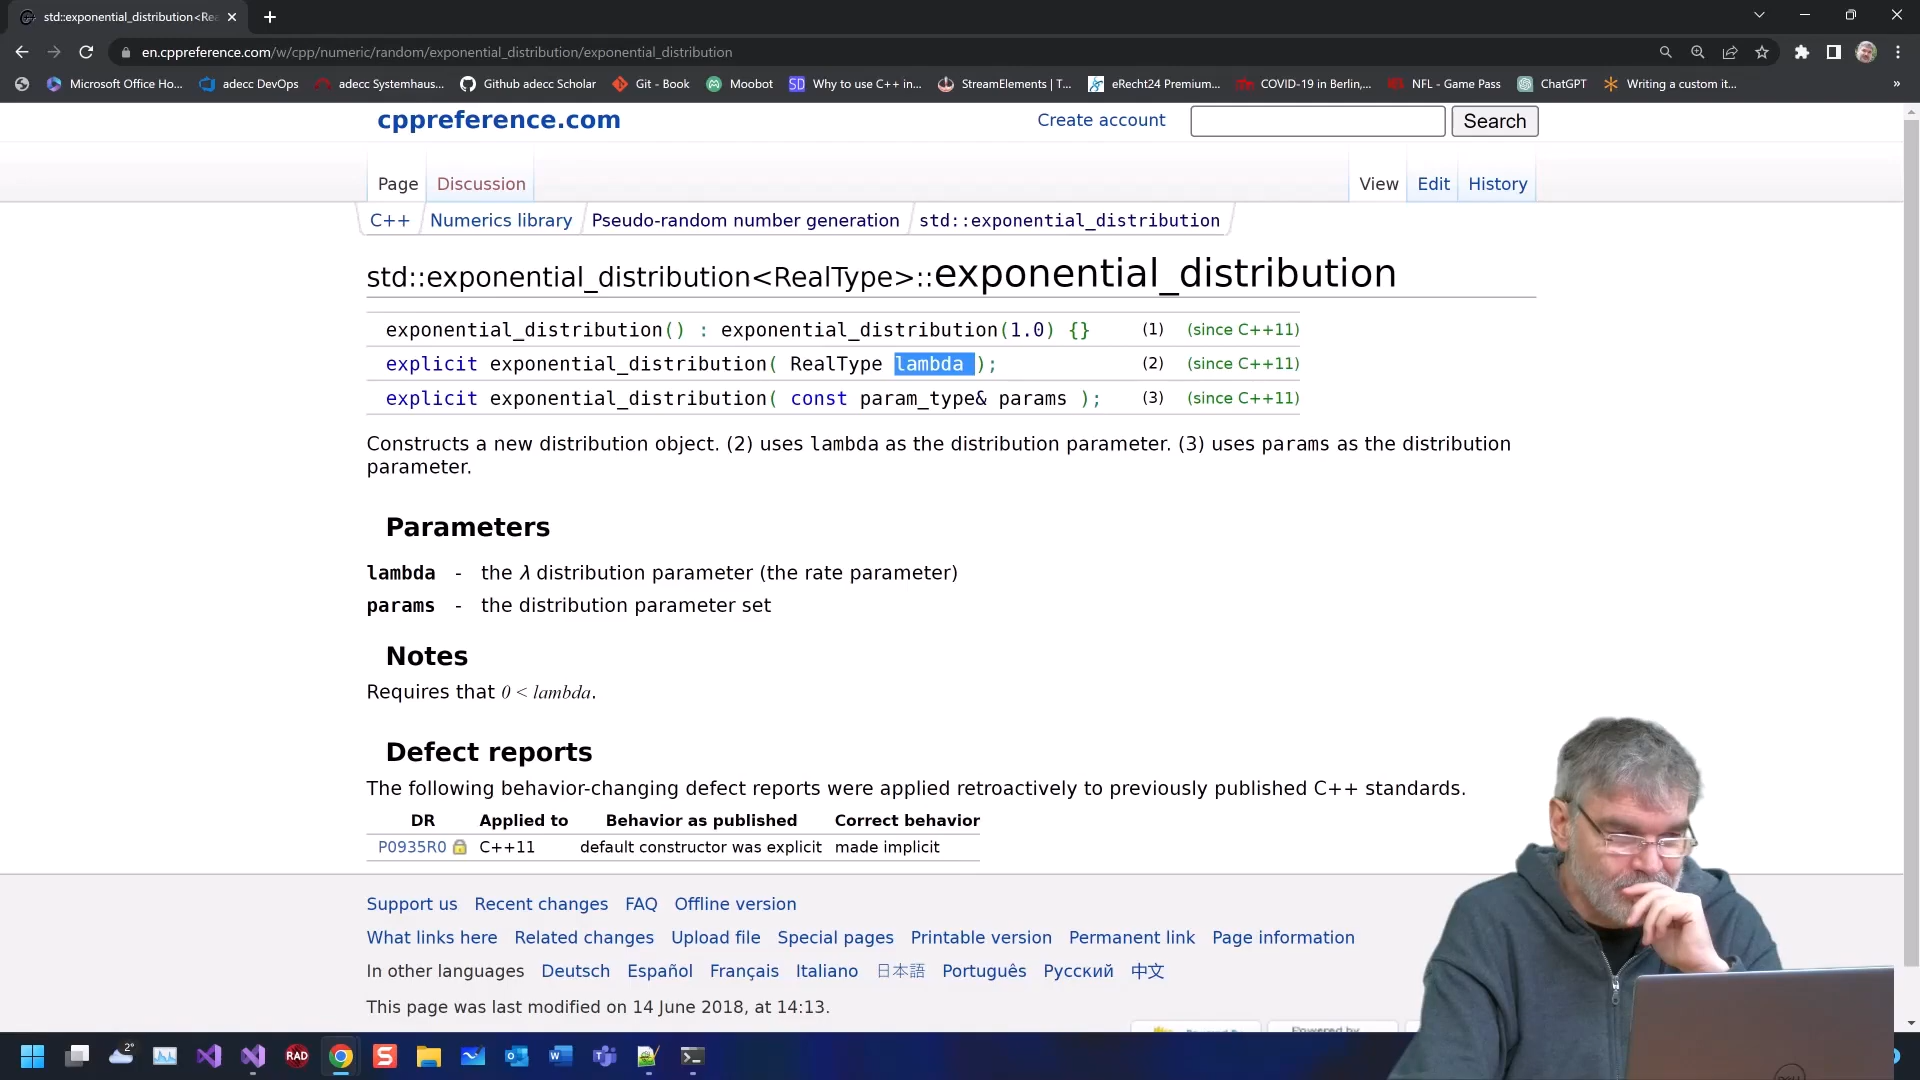 std::exponential_distribution<Rea
en.cppreference.com/w/cpp/numeric/random/exponential_distribution/exponential_distribution
Microsoft Office Ho... adecc DevOps adecc Systemhaus... Github adecc Scholar Git - Book Moobot SD Why to use C++ in... StreamElements | T... eRecht24 Premium... COVID-19 in Berlin,... NFL - Game Pass ChatGPT Writing a custom it... »
cppreference.com Create account Search
Page Discussion View Edit History
C++ Numerics library Pseudo-random number generation std::exponential_distribution
std::exponential_distribution<RealType>::exponential_distribution
exponential_distribution() : exponential_distribution(1.0) {} (1) (since C++11)
explicit exponential_distribution( RealType lambda ); (2) (since C++11)
explicit exponential_distribution( const param_type& params ); (3) (since C++11)
Constructs a new distribution object. (2) uses lambda as the distribution parameter. (3) uses params as the distribution
parameter.
Parameters
lambda - the λ distribution parameter (the rate parameter)
params - the distribution parameter set
Notes
Requires that 0 < lambda.
Defect reports
The following behavior-changing defect reports were applied retroactively to previously published C++ standards.
DR Applied to Behavior as published Correct behavior
P0935R0 C++11 default constructor was explicit made implicit
Support us Recent changes FAQ Offline version
What links here Related changes Upload file Special pages Printable version Permanent link Page information
In other languages Deutsch Español Français Italiano 日本語 Português Русский 中文
This page was last modified on 14 June 2018, at 14:13.
Powered by
2° RAD S